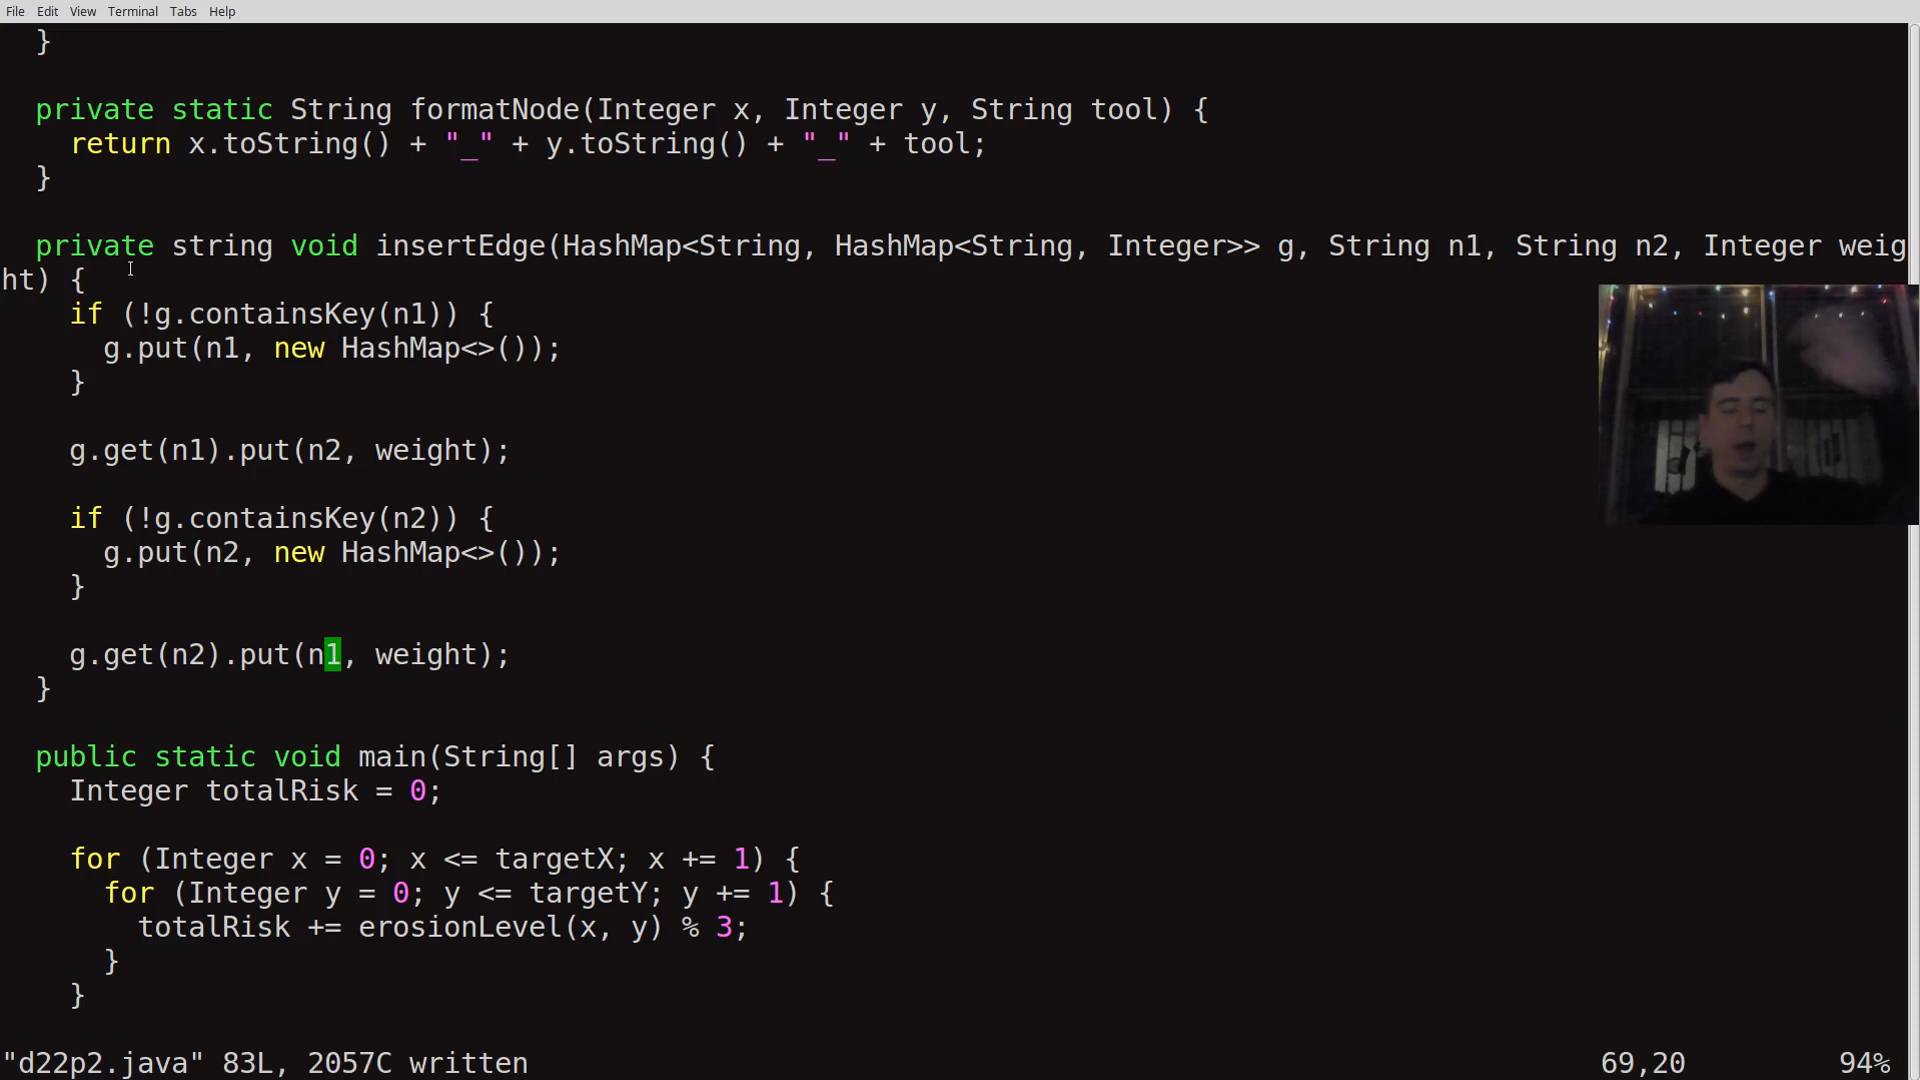 File Edit View Terminal Tabs Help
}
private static String formatNode(Integer x, Integer y, String tool) {
return x.toString() + "_" + y.toString() + "_" + tool;
}
private string void insertEdge(HashMap<String, HashMap<String, Integer>> g, String n1, String n2, Integer weig
ht) {
if (!g.containsKey(n1)) {
g.put(n1, new HashMap<>());
}
g.get(n1).put(n2, weight);
if (!g.containsKey(n2)) {
g.put(n2, new HashMap<>());
}
g.get(n2).put(n1, weight);
}
public static void main(String[] args) {
Integer totalRisk = 0;
for (Integer x = 0; x <= targetX; x += 1) {
for (Integer y = 0; y <= targetY; y += 1) {
totalRisk += erosionLevel(x, y) % 3;
}
}
"d22p2.java" 83L, 2057C written 69,20 94%